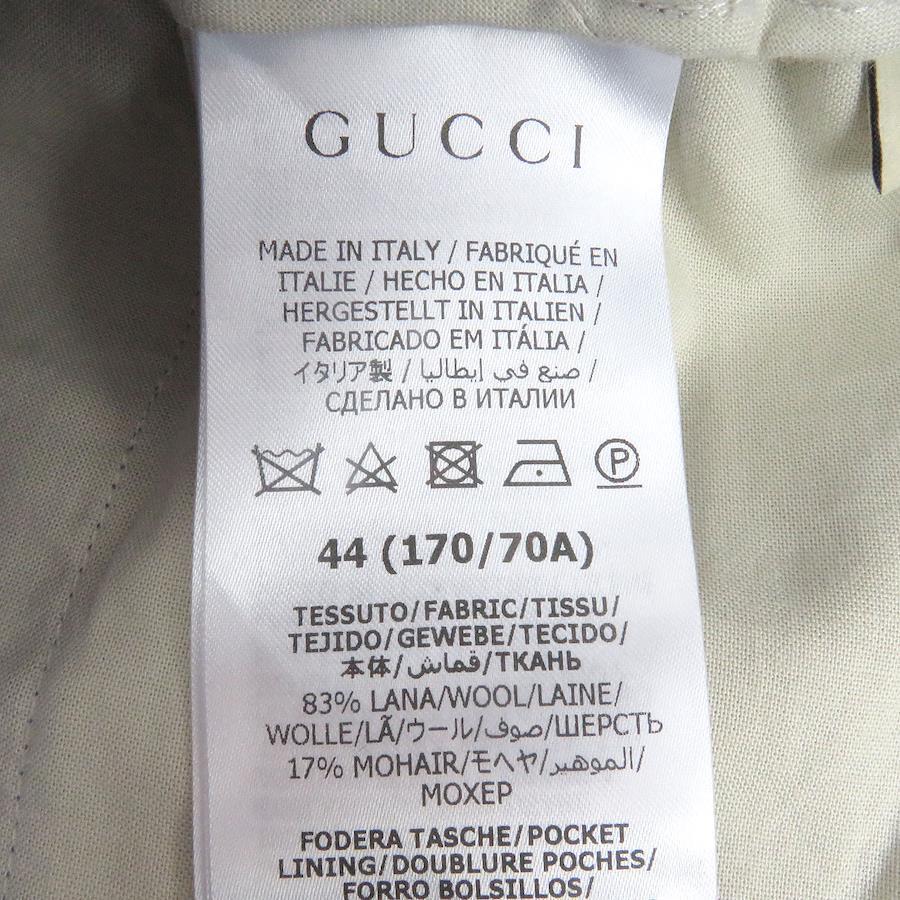 GUCCI
MADE IN ITALY / FABRIQUÉ EN
ITALIE / HECHO EN ITALIA /
HERGESTELLT IN ITALIEN /
FABRICADO EM ITÁLIA /
イタリア製 / صنع في إيطاليا /
СДЕЛАНО В ИТАЛИИ
P
44 (170/70A)
TESSUTO/FABRIC/TISSU/
TEJIDO/GEWEBE/TECIDO/
本体/قماش/ТКАНЬ
83% LANA/WOOL/LAINE/
WOLLE/LÃ/ウール/صوف/ШЕРСТЬ
17% MOHAIR/モヘヤ/الموهير/
МОХЕР
FODERA TASCHE/POCKET
LINING/DOUBLURE POCHES/
FORRO BOLSILLOS/